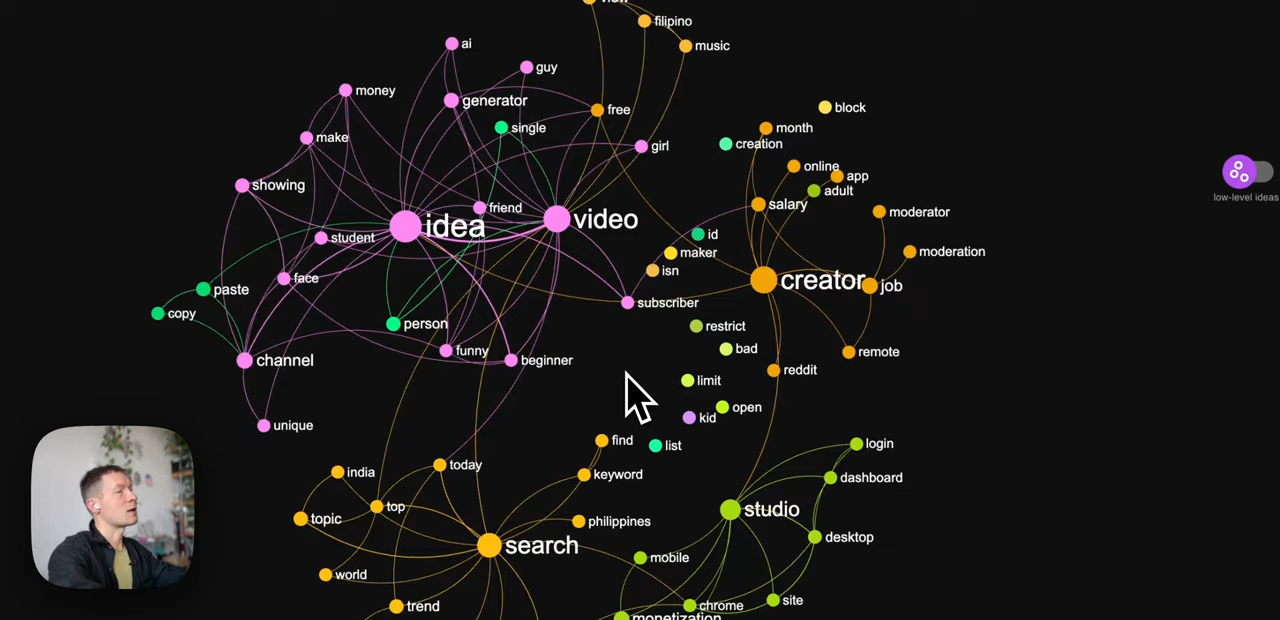 view
filipino
music
ai
guy
money
generator
free
block
single
month
make
girl
creation
online
app
showing
adult
salary
friend
moderator
idea
video
student
id
maker
moderation
isn
face
creator
job
paste
subscriber
copy
person
restrict
bad
funny
beginner
remote
channel
reddit
limit
open
kid
unique
find
list
login
india
today
keyword
dashboard
top
topic
philippines
studio
search
desktop
mobile
world
trend
chrome
site
monetization
low-level ideas